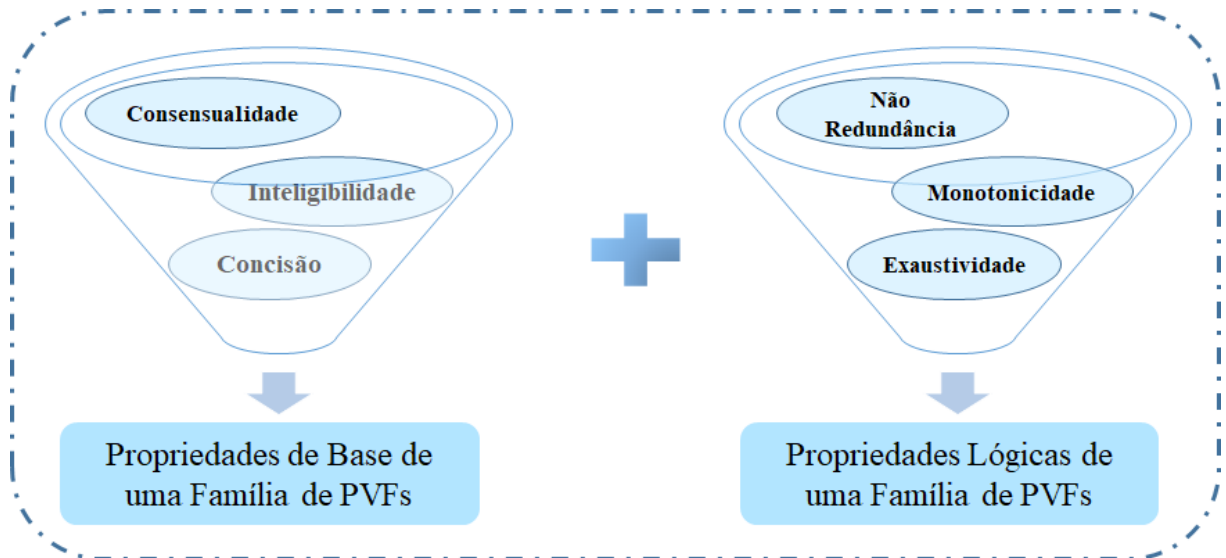 Consensualidade
Inteligibilidade
Concisão
Propriedades de Base de
uma Família de PVFs
Não
Redundância
Monotonicidade
Exaustividade
Propriedades Lógicas de
uma Família de PVFs